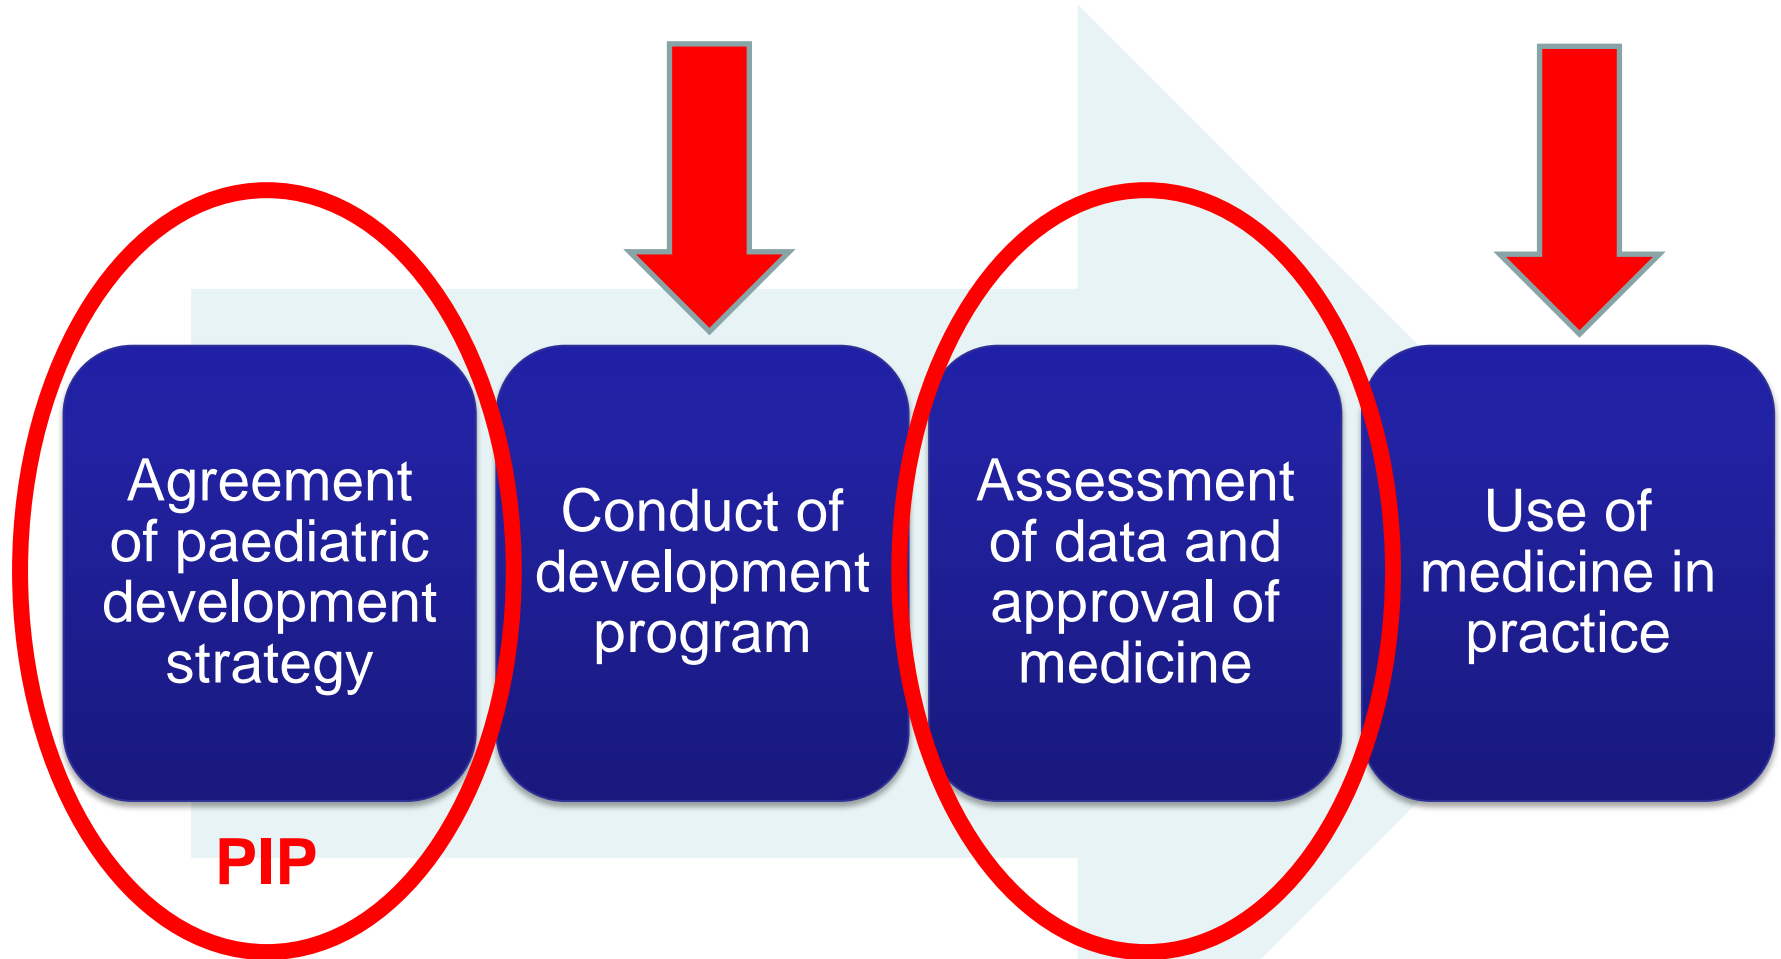 Agreement
of paediatric
development
strategy
PIP
Conduct of
development
program
Assessment
of data and
approval of
medicine
Use of
medicine in
practice